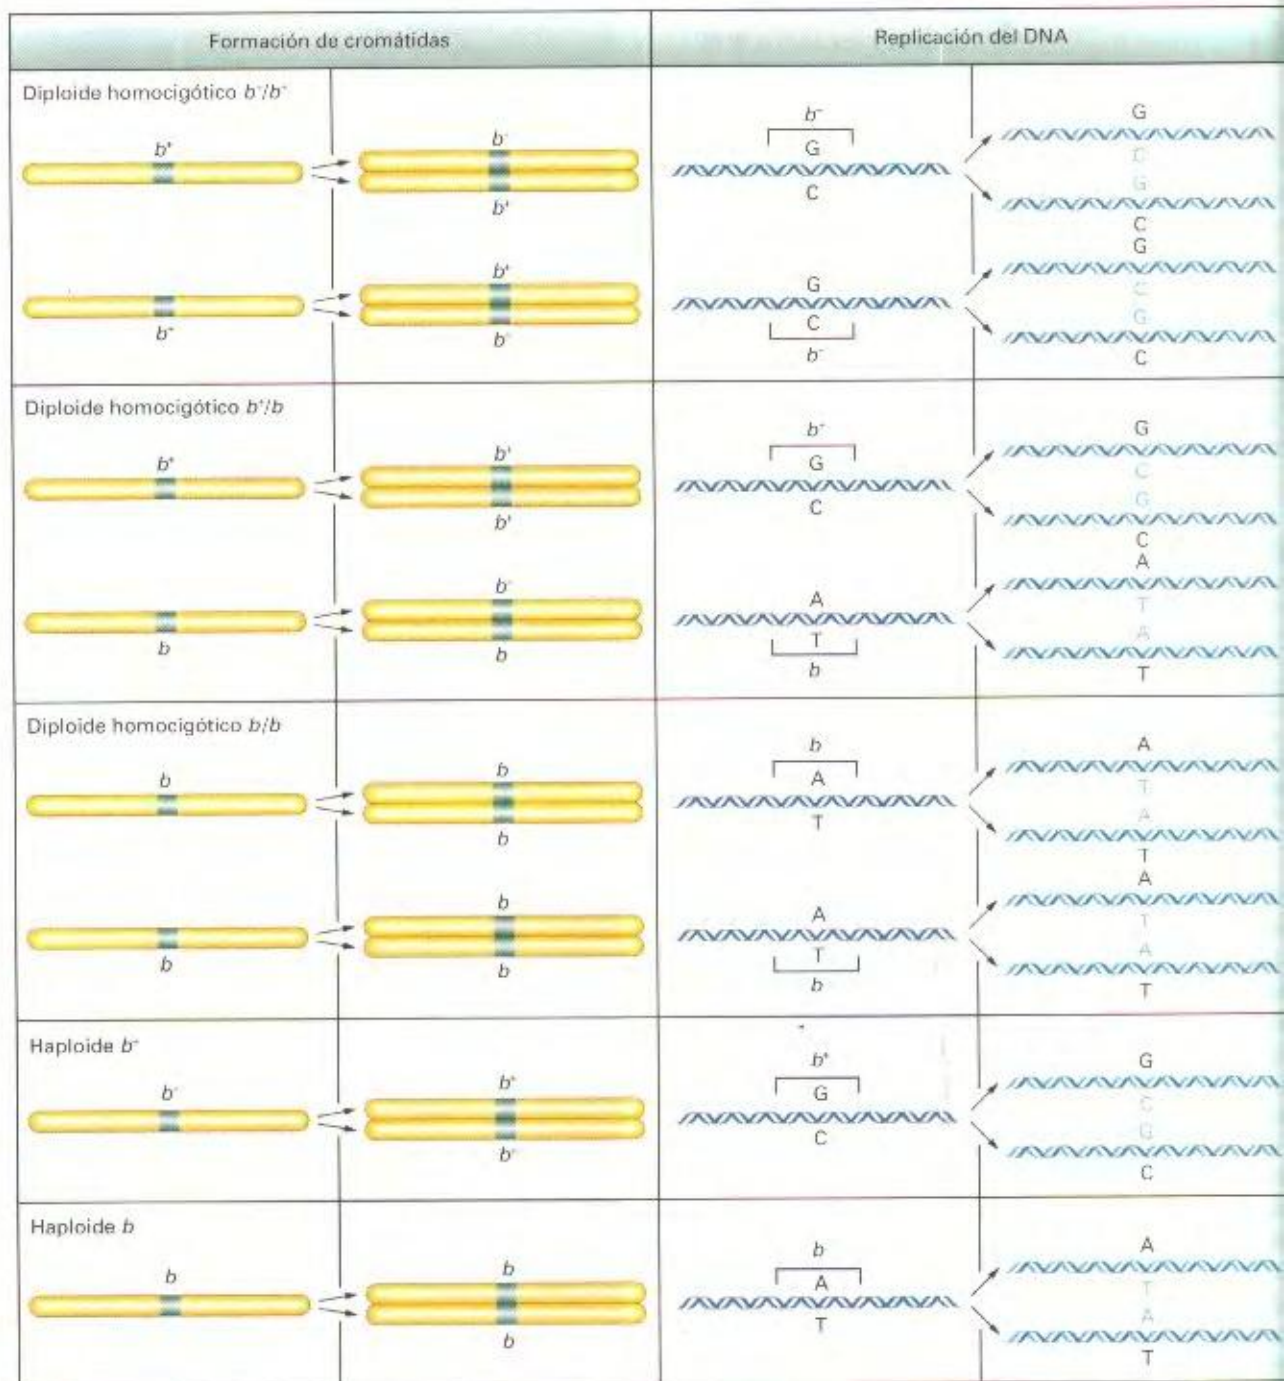 Formación de cromátidas
Replicación del DNA
Diploide homocigótico b⁻/b⁻
b⁺
b⁻
b⁺
b⁻
b⁺
b⁻
b⁻
G
C
G
C
G
C
G
C
b⁻
G
C
G
C
Diploide homocigótico b⁺/b
b⁺
b⁺
b⁺
b
b⁻
b
b⁻
G
C
G
C
G
C
A
T
b
A
T
A
T
Diploide homocigótico b/b
b
b
b
b
b
b
b
A
T
A
T
A
T
A
T
b
A
T
A
T
Haploide b⁻
b⁻
b⁺
b⁻
b⁺
G
C
G
C
G
C
Haploide b
b
b
b
b
A
T
A
T
A
T